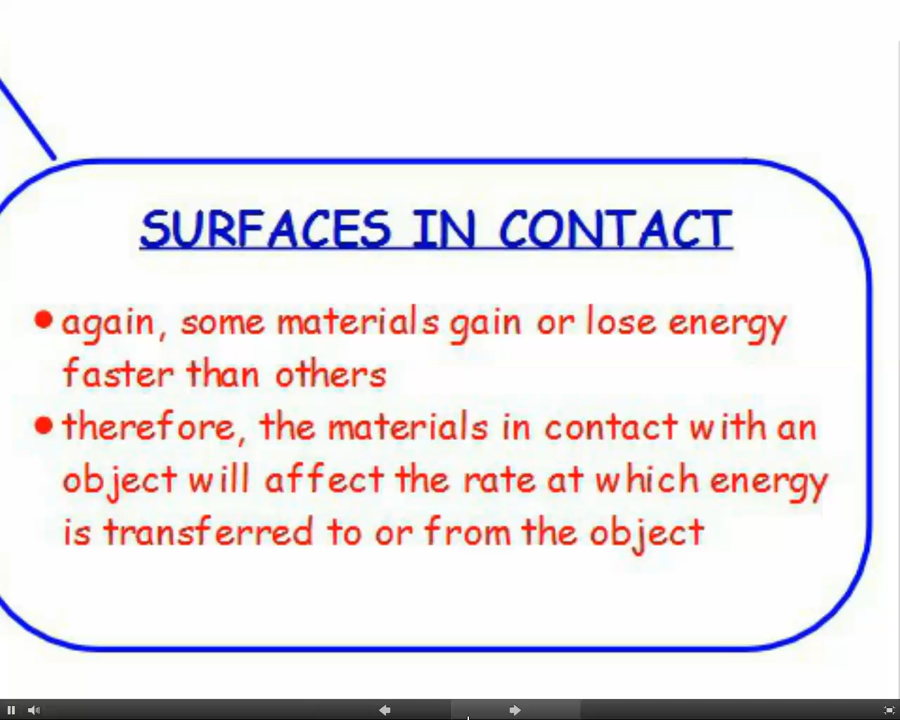 SURFACES IN CONTACT
• again, some materials gain or lose energy
faster than others
• therefore, the materials in contact with an
object will affect the rate at which energy
is transferred to or from the object